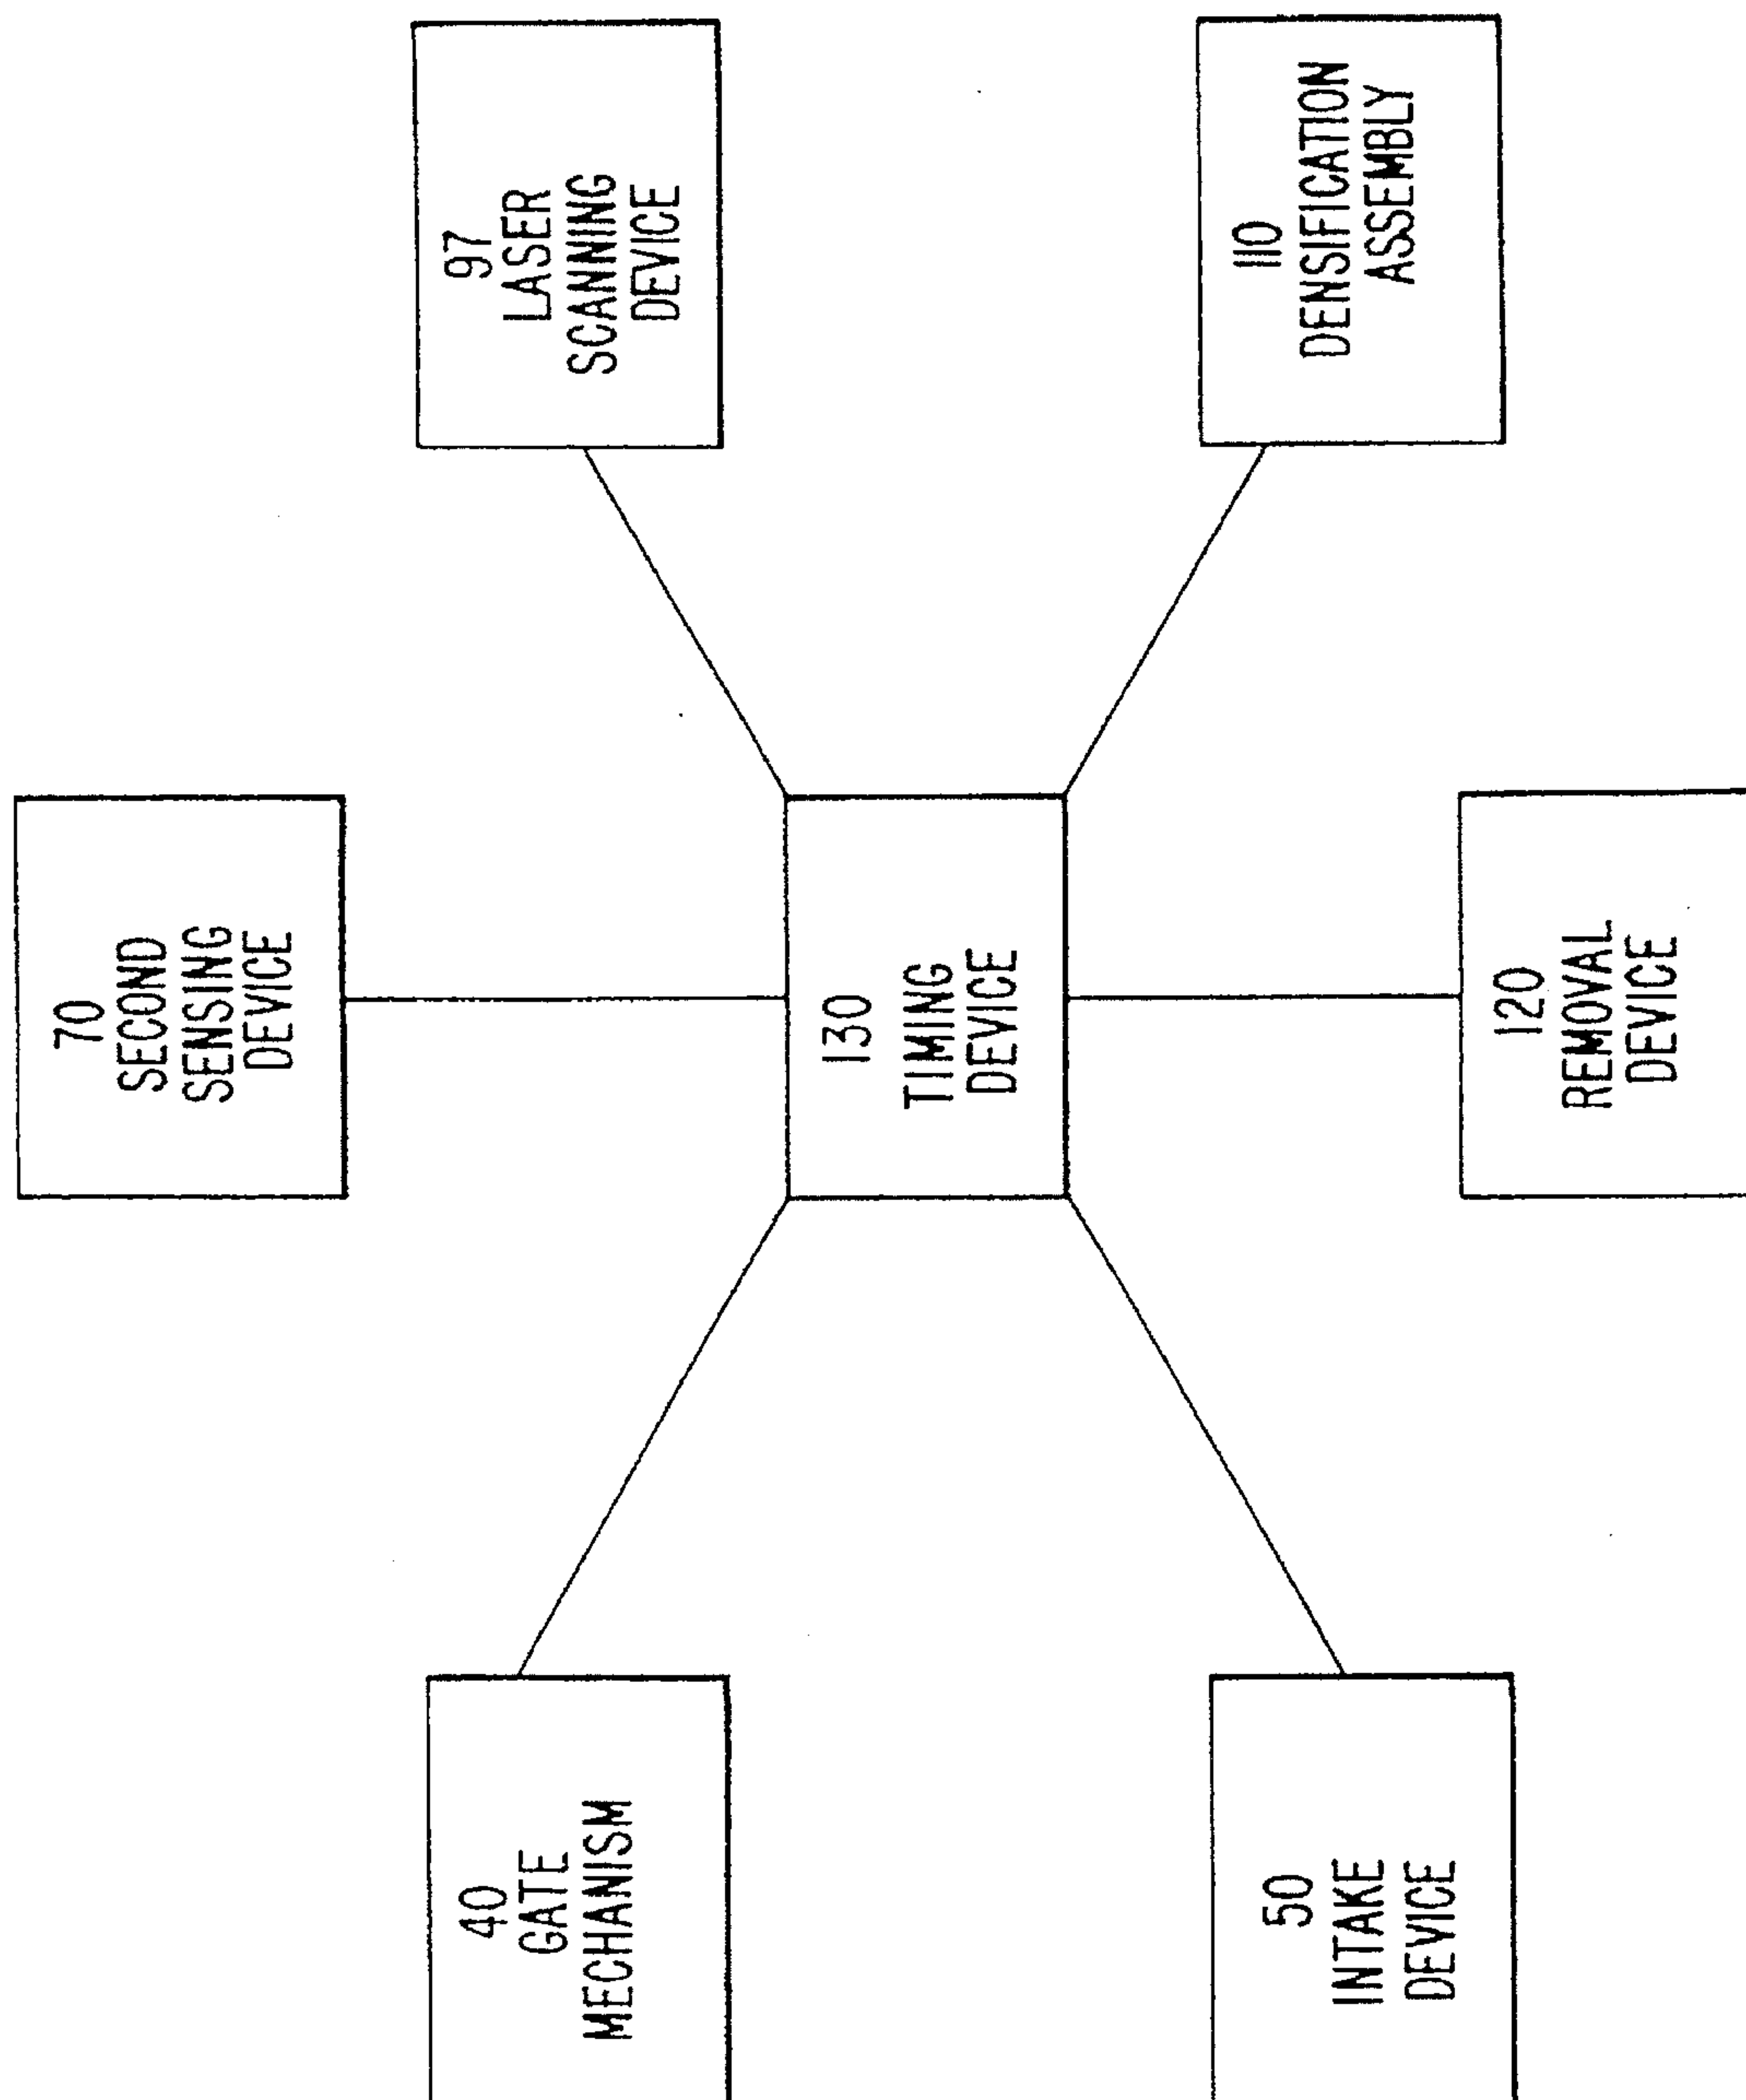 70
SECOND
SENSING
DEVICE
40
GATE
MECHANISM
97
LASER
SCANNING
DEVICE
130
TIMING
DEVICE
50
INTAKE
DEVICE
110
DENSIFICATION
ASSEMBLY
120
REMOVAL
DEVICE